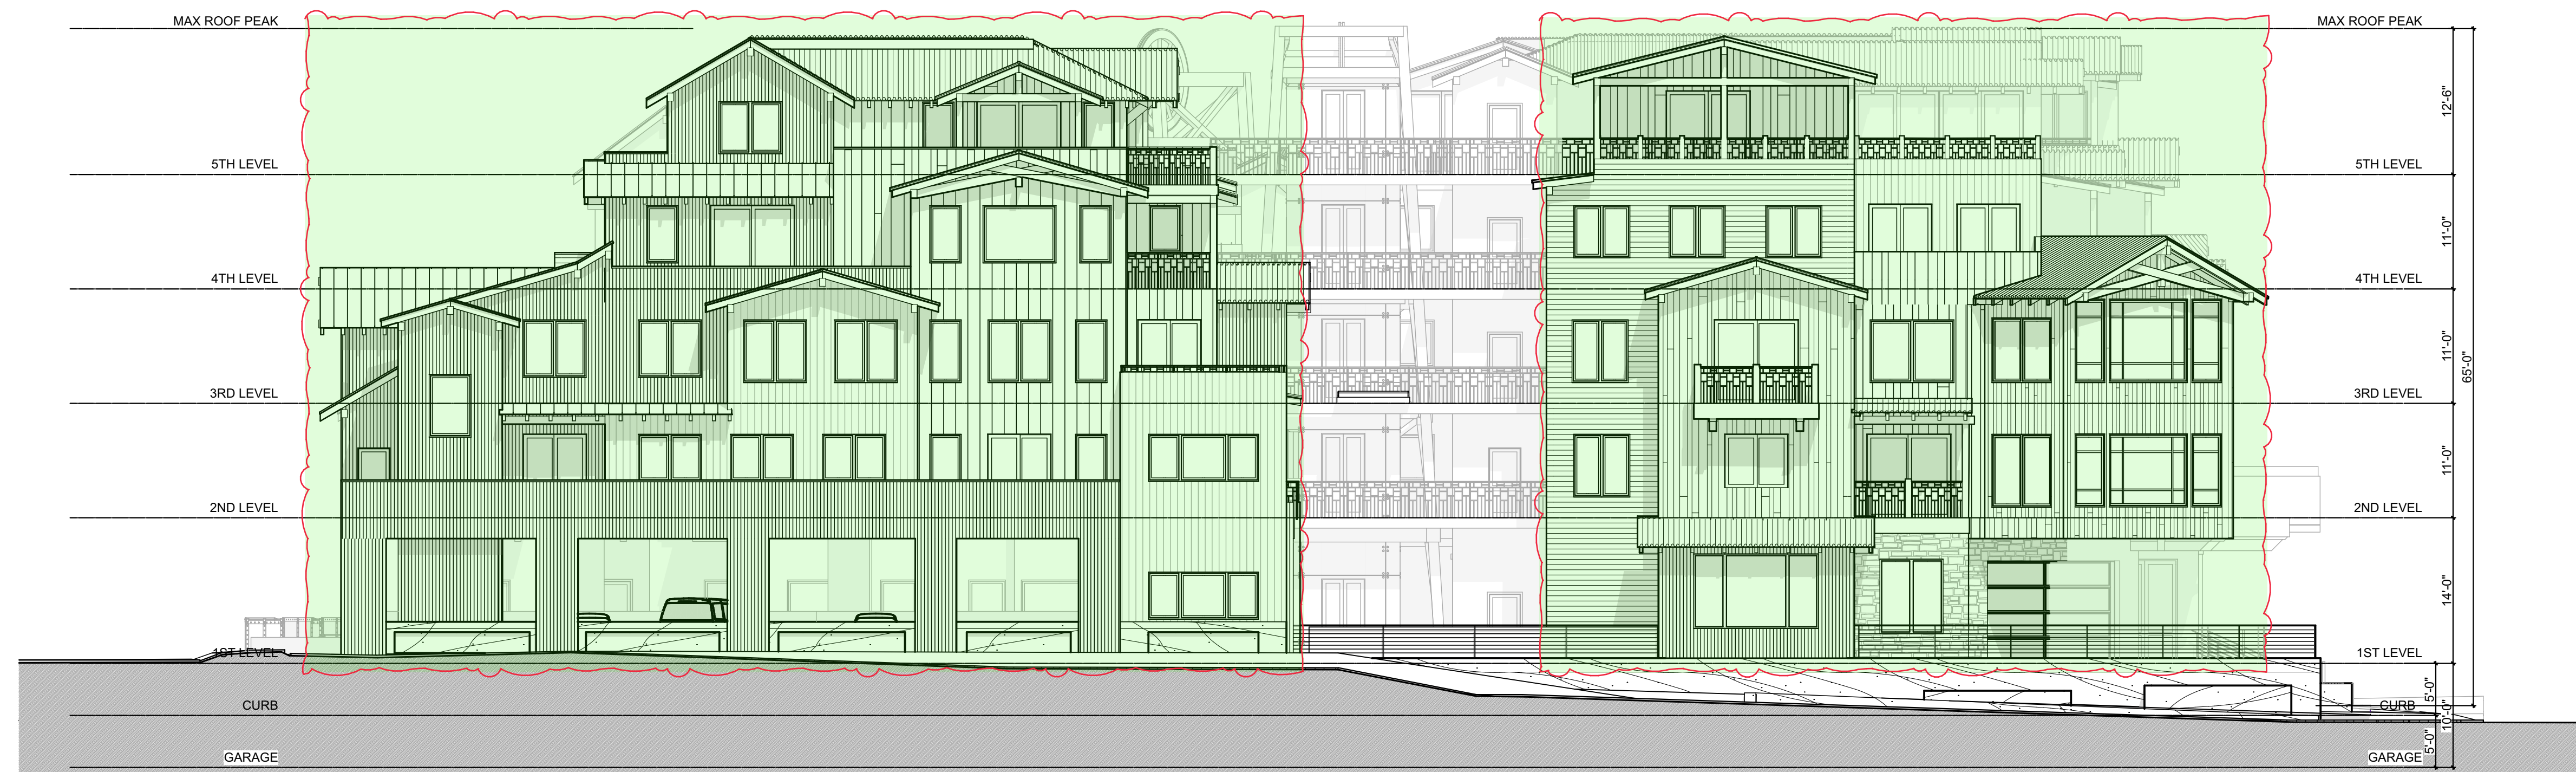 MAX ROOF PEAK
MAX ROOF PEAK
12'-6"
5TH LEVEL
5TH LEVEL
11'-0"
4TH LEVEL
4TH LEVEL
11'-0"
65'-0"
3RD LEVEL
3RD LEVEL
11'-0"
2ND LEVEL
2ND LEVEL
14'-0"
1ST LEVEL
1ST LEVEL
5'-0"
CURB
CURB
10'-0"
5'-0"
GARAGE
GARAGE